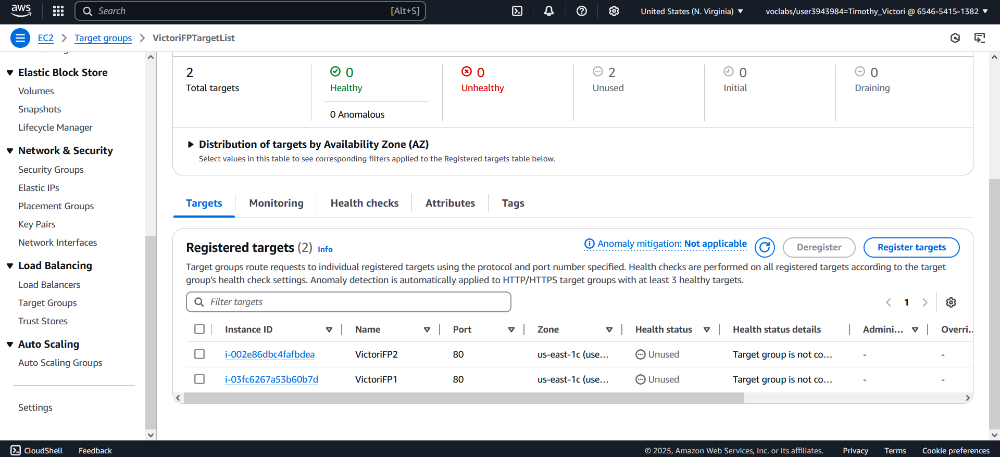 aws
Search
[Alt+S]
United States (N. Virginia)
voclabs/user3943984=Timothy_Victori @ 6546-5415-1382
EC2
Target groups
VictoriFPTargetList
Elastic Block Store
Volumes
Snapshots
Lifecycle Manager
Network & Security
Security Groups
Elastic IPs
Placement Groups
Key Pairs
Network Interfaces
Load Balancing
Load Balancers
Target Groups
Trust Stores
Auto Scaling
Auto Scaling Groups
Settings
2
Total targets
0
Healthy
0 Anomalous
0
Unhealthy
2
Unused
0
Initial
0
Draining
Distribution of targets by Availability Zone (AZ)
Select values in this table to see corresponding filters applied to the Registered targets table below.
Targets
Monitoring
Health checks
Attributes
Tags
Registered targets (2) Info
Anomaly mitigation: Not applicable
Deregister
Register targets
Target groups route requests to individual registered targets using the protocol and port number specified. Health checks are performed on all registered targets according to the target
group's health check settings. Anomaly detection is automatically applied to HTTP/HTTPS target groups with at least 3 healthy targets.
Filter targets
1
Instance ID Name Port Zone Health status Health status details Admini... Overri..
i-002e86dbc4fafbdea VictoriFP2 80 us-east-1c (use... Unused Target group is not co... - -
i-03fc6267a53b60b7d VictoriFP1 80 us-east-1c (use... Unused Target group is not co... - -
CloudShell
Feedback
© 2025, Amazon Web Services, Inc. or its affiliates.
Privacy
Terms
Cookie preferences